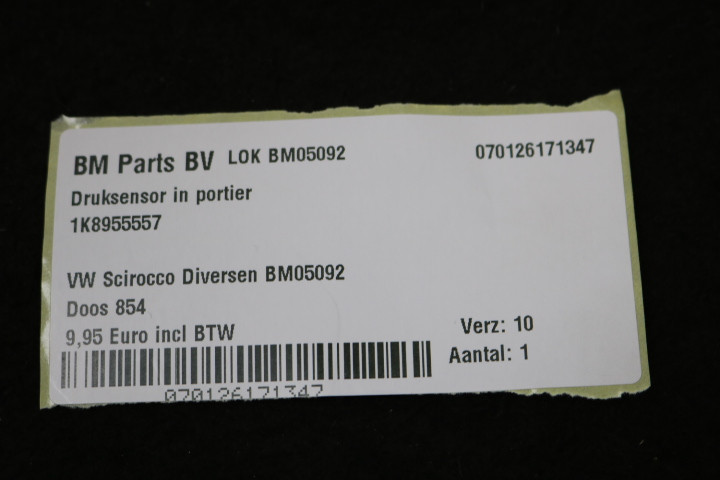 BM Parts BV LOK BM05092 070126171347
Druksensor in portier
1K8955557
VW Scirocco Diversen BM05092
Doos 854
9,95 Euro incl BTW Verz: 10
Aantal: 1
070126171347